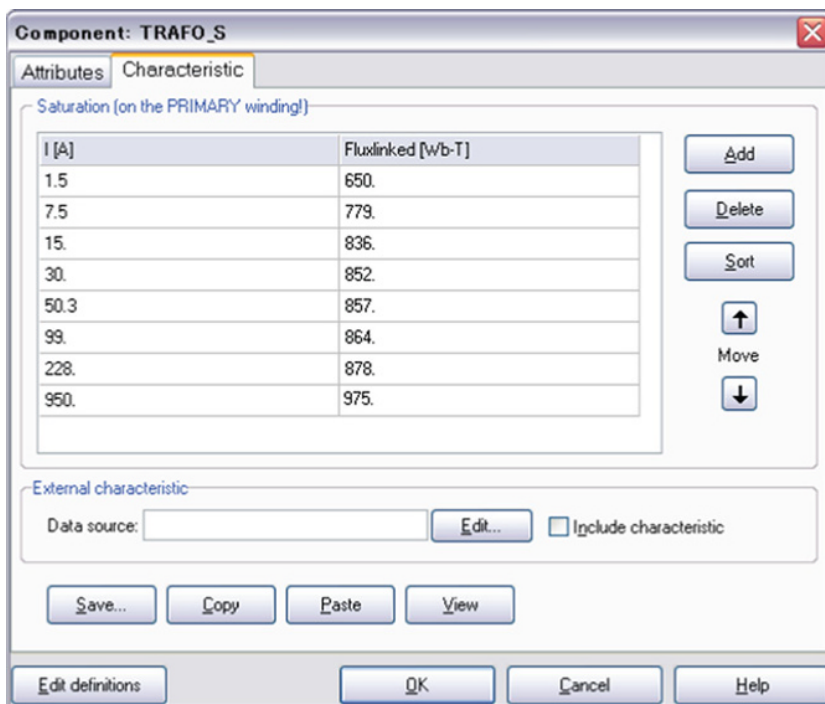 Component: TRAFO_S
Attributes Characteristic
Saturation (on the PRIMARY winding!)
I [A] Fluxlinked [Wb-T]
1.5 650.
7.5 779.
15. 836.
30. 852.
50.3 857.
99. 864.
228. 878.
950. 975.
Add
Delete
Sort
Move
External characteristic
Data source: Edit... Include characteristic
Save... Copy Paste View
Edit definitions OK Cancel Help